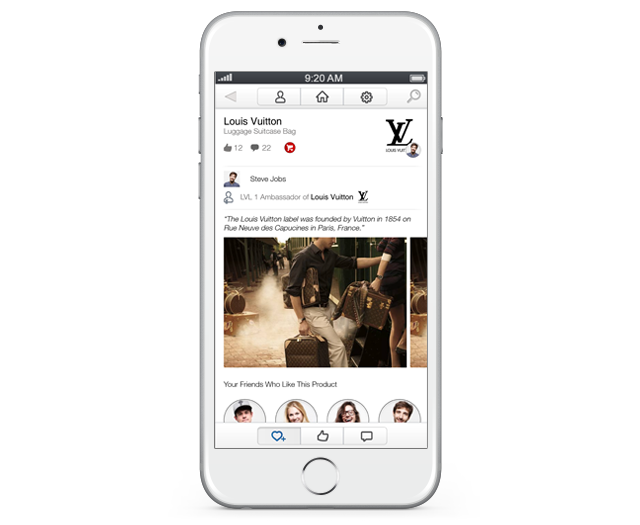 9:20 AM
Louis Vuitton
Luggage Suitcase Bag
12 22
LV
LOUIS VUIT
Steve Jobs
LVL 1 Ambassador of Louis Vuitton LV
"The Louis Vuitton label was founded by Vuitton in 1854 on
Rue Neuve des Capucines in Paris, France."
Your Friends Who Like This Product